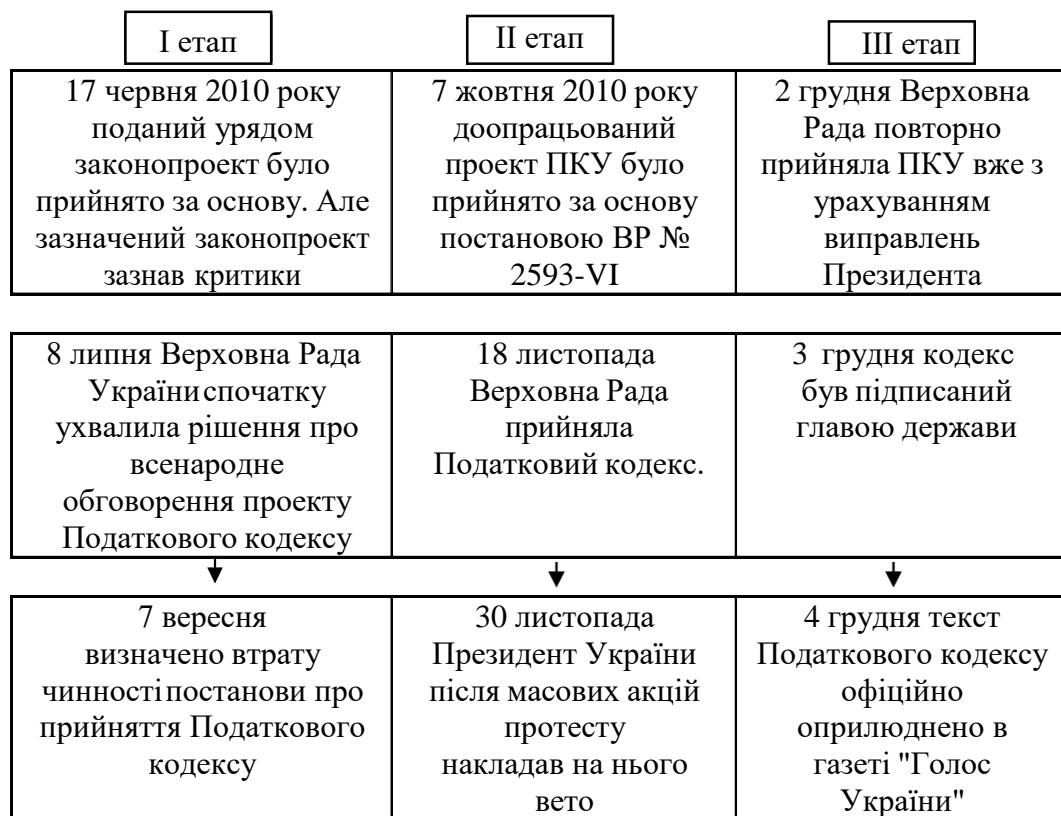 І етап
ІІ етап
ІІІ етап
17 червня 2010 року
поданий урядом
законопроект було
прийнято за основу. Але
зазначений законопроект
зазнав критики
7 жовтня 2010 року
доопрацьований
проект ПКУ було
прийнято за основу
постановою ВР №
2593-VI
2 грудня Верховна
Рада повторно
прийняла ПКУ вже з
урахуванням
виправлень
Президента
8 липня Верховна Рада
України спочатку
ухвалила рішення про
всенародне
обговорення проекту
Податкового кодексу
18 листопада
Верховна Рада
прийняла
Податковий кодекс.
3 грудня кодекс
був підписаний
главою держави
7 вересня
визначено втрату
чинності постанови про
прийняття Податкового
кодексу
30 листопада
Президент України
після масових акцій
протесту
накладав на нього
вето
4 грудня текст
Податкового кодексу
офіційно
оприлюднено в
газеті "Голос
України"